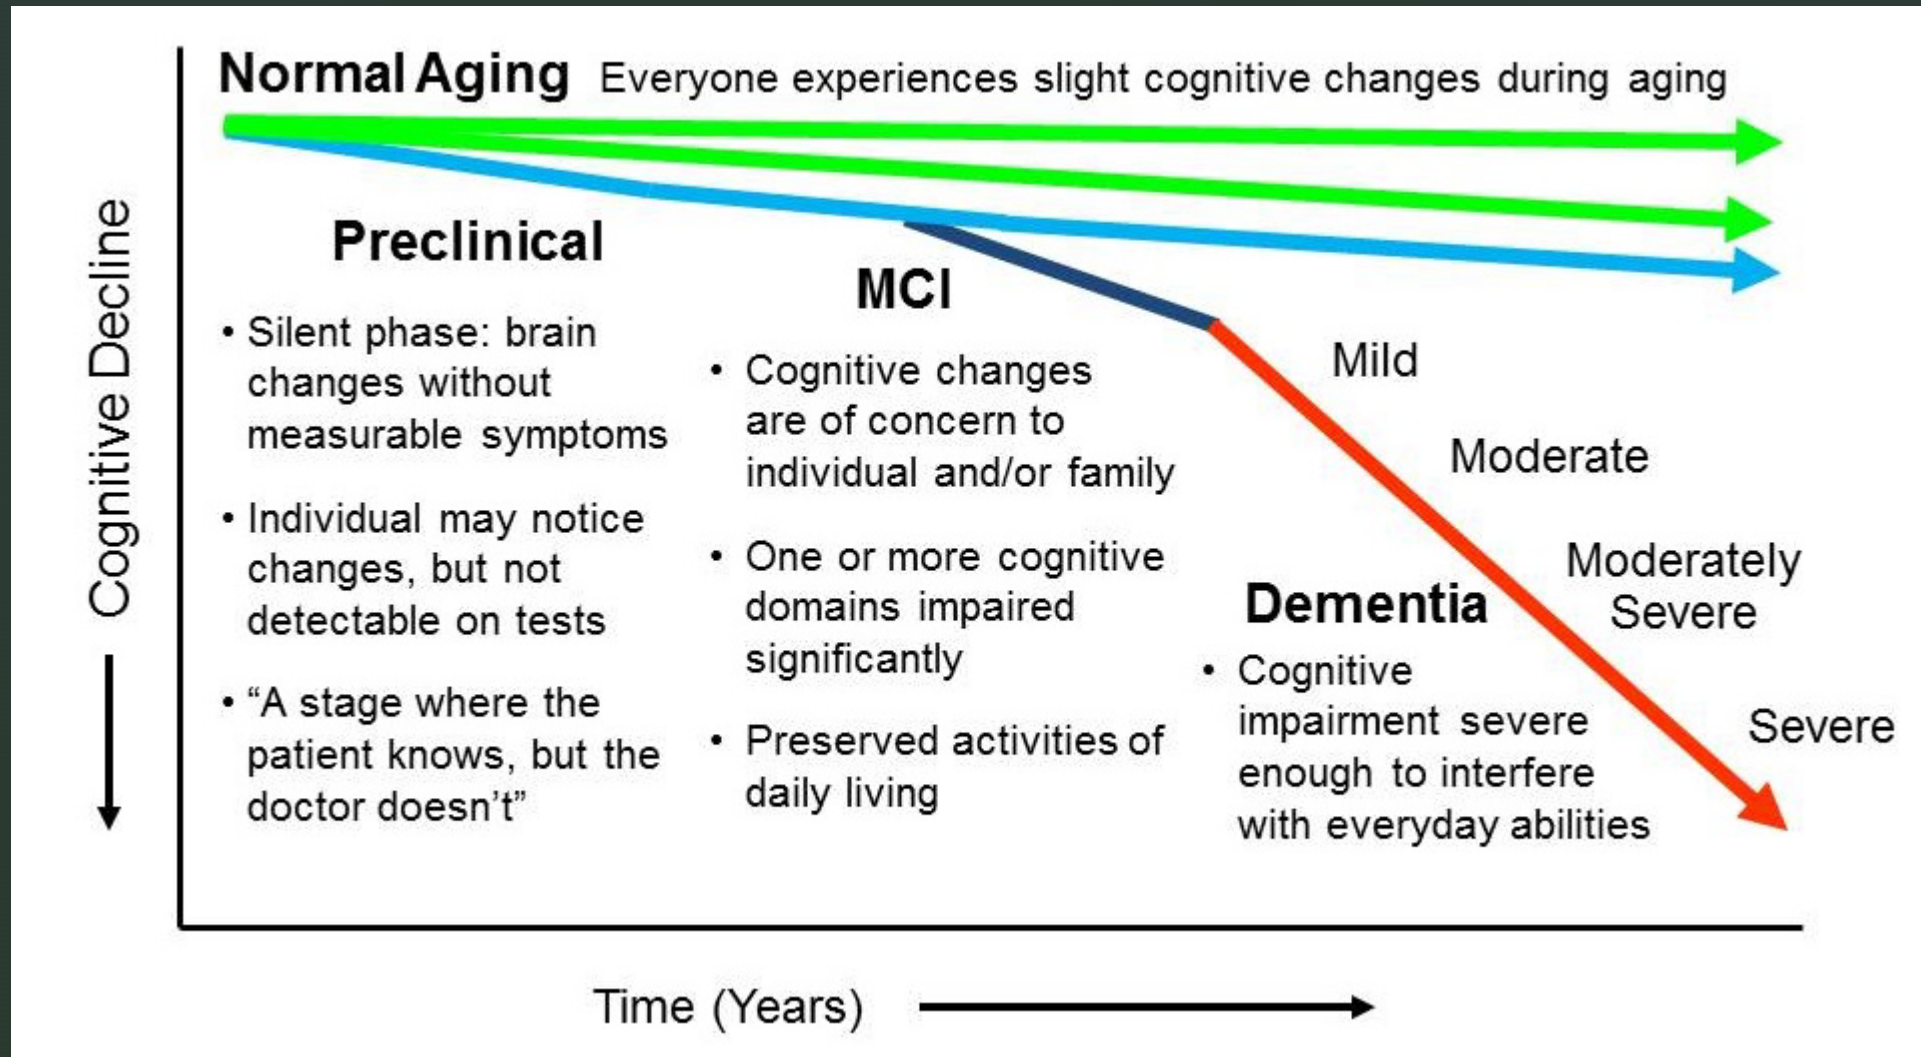 Normal Aging Everyone experiences slight cognitive changes during aging
Cognitive Decline
Preclinical
• Silent phase: brain
changes without
measurable symptoms
• Individual may notice
changes, but not
detectable on tests
• “A stage where the
patient knows, but the
doctor doesn’t”
MCI
• Cognitive changes
are of concern to
individual and/or family
• One or more cognitive
domains impaired
significantly
• Preserved activities of
daily living
Dementia
• Cognitive
impairment severe
enough to interfere
with everyday abilities
Mild
Moderate
Moderately
Severe
Severe
Time (Years)